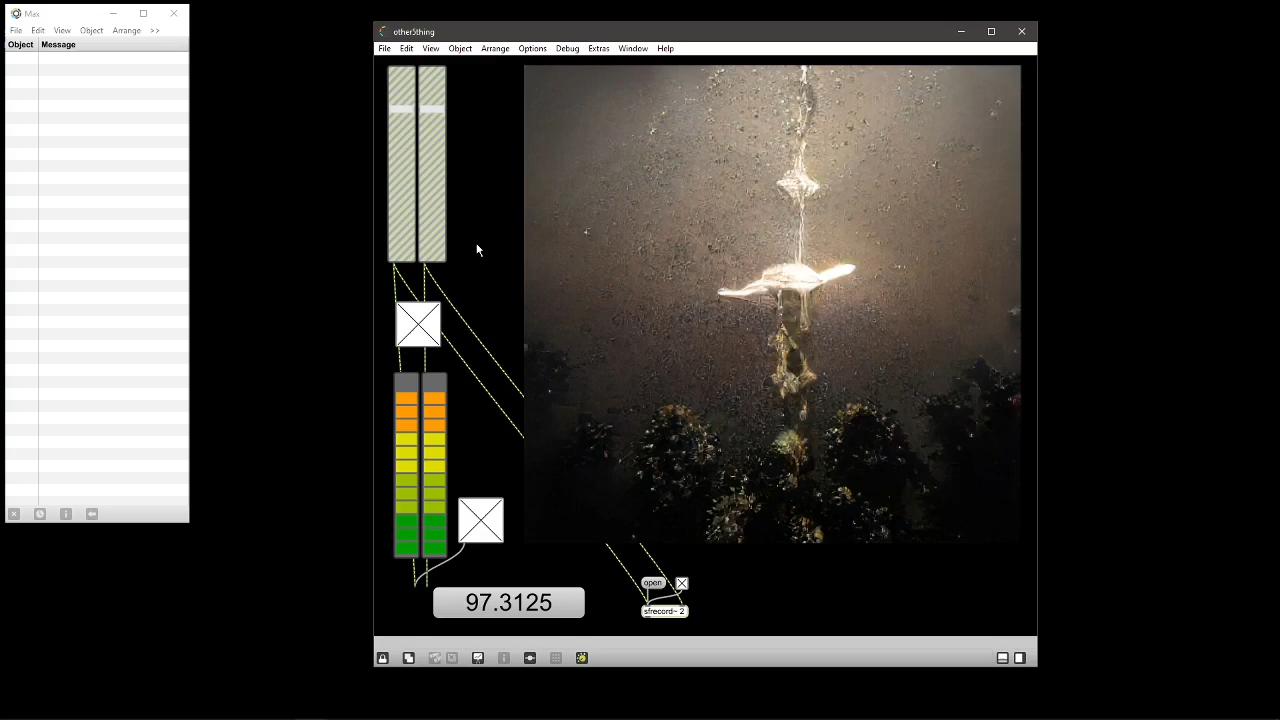 Max
File Edit View Object Arrange >>
Object Message
other5thing
File Edit View Object Arrange Options Debug Extras Window Help
97.3125
open
sfrecord~ 2